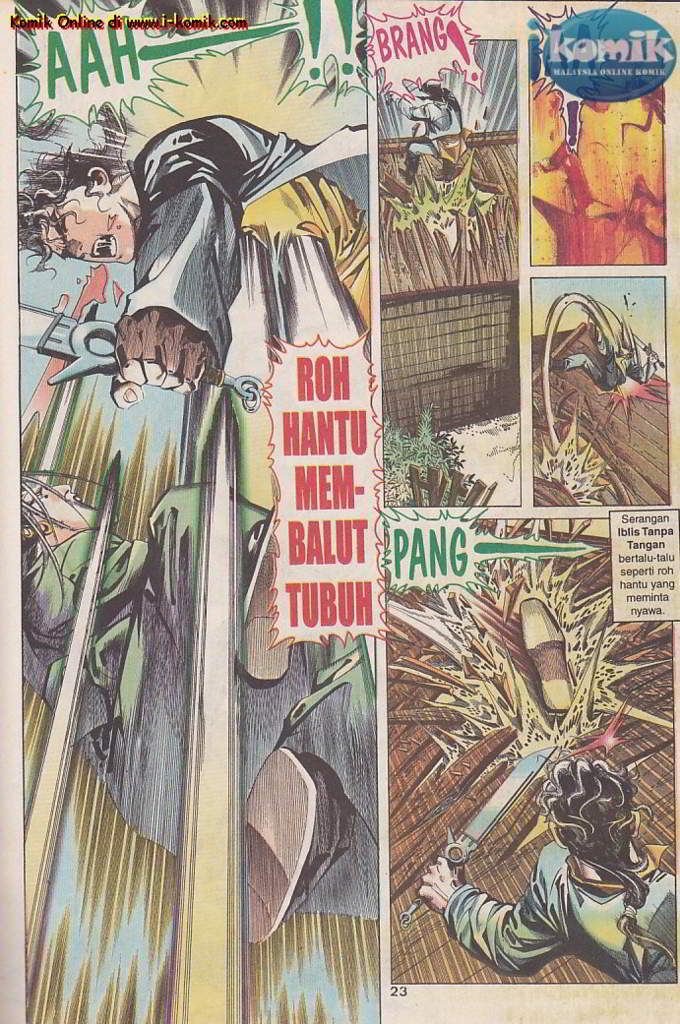 Komik Online di www.i-komik.com
AAH !!
BRANG!
komik
MALAYSIA ONLINE KOMIK
ROH
HANTU
MEM-
BALUT
TUBUH
PANG
Serangan
Iblis Tanpa
Tangan
bertalu-talu
seperti roh
hantu yang
meminta
nyawa.
23